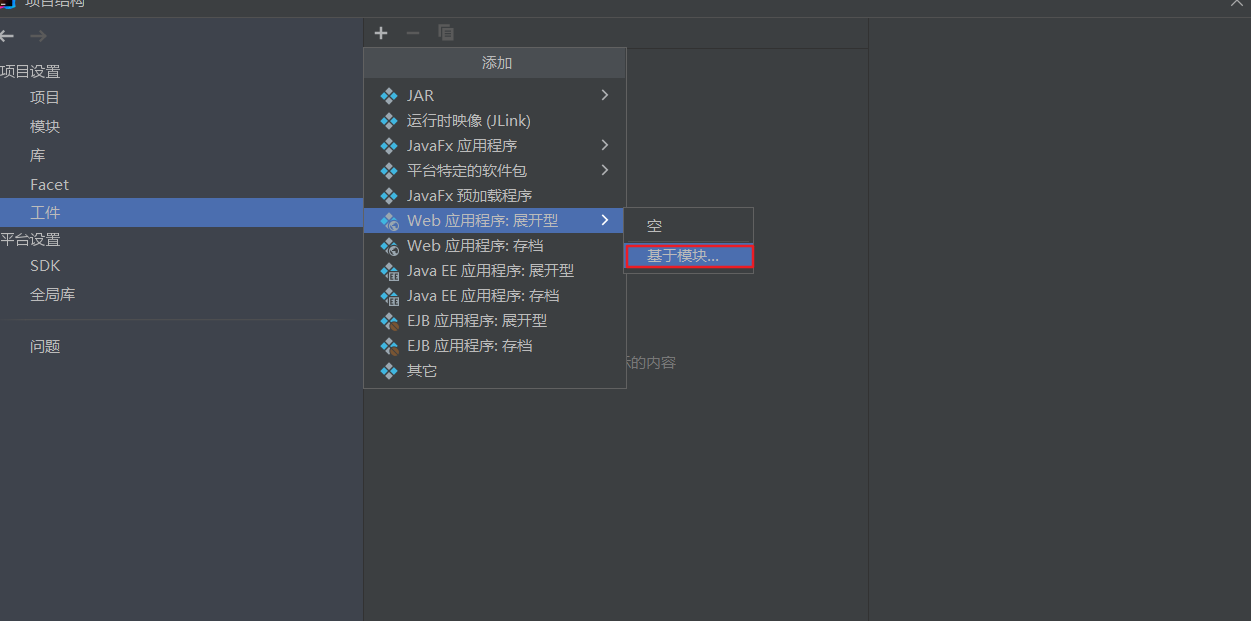 项目结构
项目设置
项目
模块
库
Facet
工件
平台设置
SDK
全局库
问题
添加
JAR
运行时映像 (JLink)
JavaFx 应用程序
平台特定的软件包
JavaFx 预加载程序
Web 应用程序: 展开型
Web 应用程序: 存档
Java EE 应用程序: 展开型
Java EE 应用程序: 存档
EJB 应用程序: 展开型
EJB 应用程序: 存档
其它
空
基于模块...
的内容